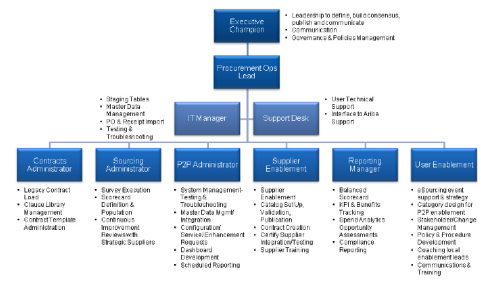 Executive
Champion
• Leadership to define, build consensus,
publish and communicate
• Communication
• Governance & Policies Management
Procurement Ops
Lead
• Staging Tables
• Master Data
Management
• PO & Receipt Import
• Testing &
Troubleshooting
IT Manager
Support Desk
• User Technical
Support
• Interface to Ariba
Support
Contracts
Administrator
• Legacy Contract
Load
• Clause Library
Management
• Contract Template
Administration
Sourcing
Administrator
• Survey Execution
• Scorecard
Definition &
Population
• Continuous
Improvement
Reviews with
Strategic Suppliers
P2P Administrator
• System Management-
Testing &
Troubleshooting
• Master Data Mgmt/
Integration
• Configuration/
Service/Enhancement
Requests
• Dashboard
Development
• Scheduled Reporting
Supplier
Enablement
• Supplier
Enablement
• Catalog Set Up,
Validation,
Publication
• Contract Creation
• Certify Supplier
Integration/Testing
• Supplier Training
Reporting
Manager
• Balanced
Scorecard
• KPI & Benefits
Tracking
• Spend Analytics
Opportunity
Assessments
• Compliance
Reporting
User Enablement
• eSourcing event
support & strategy
• Category design for
P2P enablement
• Stakeholder/Change
Management
• Policy & Procedure
Development
• Coaching local
enablement leads
• Communications &
Training